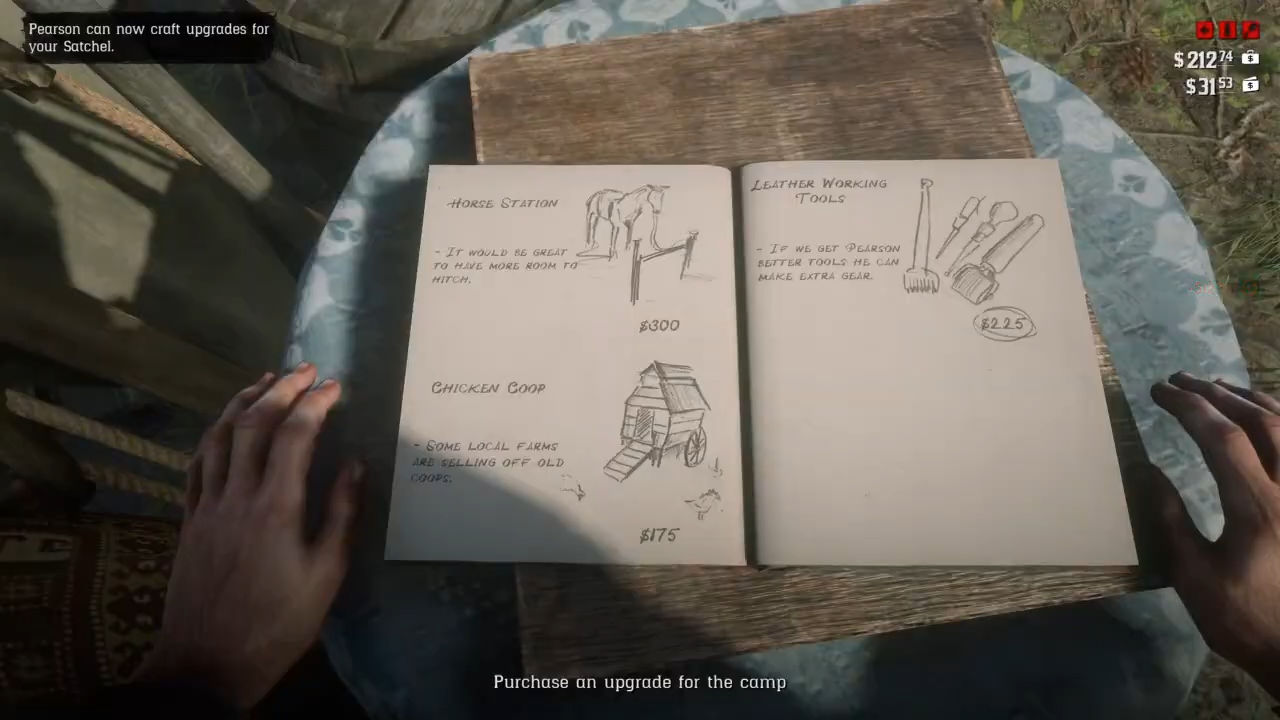 Pearson can now craft upgrades for
your Satchel.
$212 74
$31 53
HORSE STATION
- IT WOULD BE GREAT
TO HAVE MORE ROOM TO
HITCH.
$300
CHICKEN COOP
- SOME LOCAL FARMS
ARE SELLING OFF OLD
COOPS.
$175
LEATHER WORKING
TOOLS
- IF WE GET PEARSON
BETTER TOOLS HE CAN
MAKE EXTRA GEAR.
$225
Purchase an upgrade for the camp